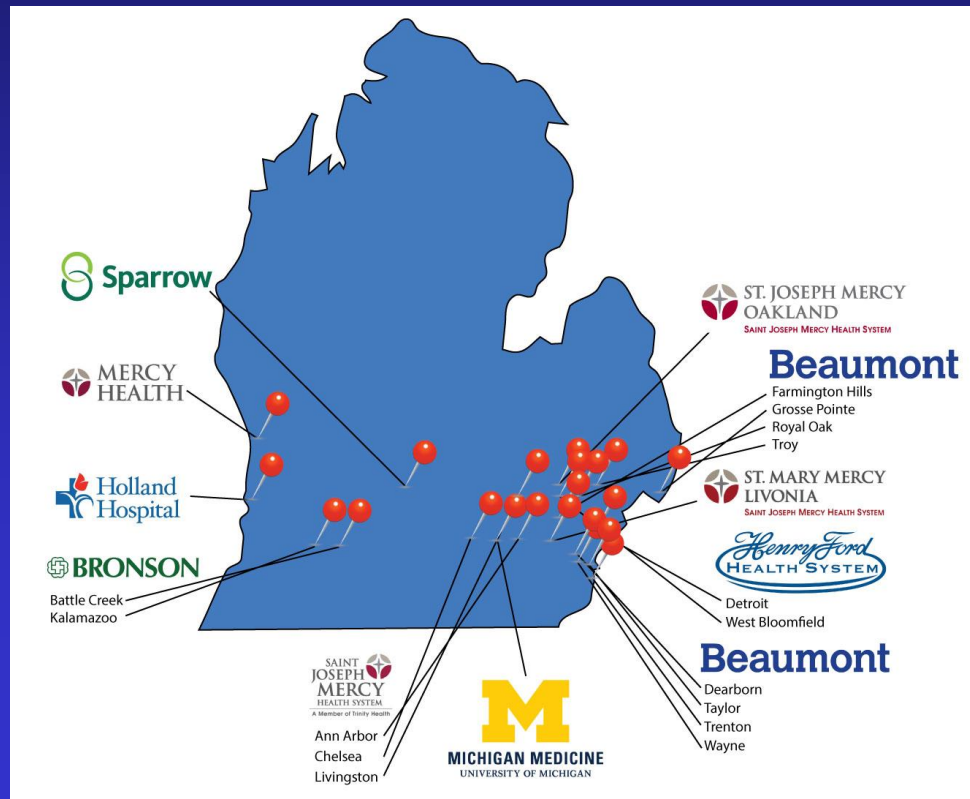 Sparrow
MERCY
HEALTH
Holland
Hospital
BRONSON
Battle Creek
Kalamazoo
SAINT
JOSEPH
MERCY
HEALTH SYSTEM
A Member of Trinity Health
Ann Arbor
Chelsea
Livingston
M
MICHIGAN MEDICINE
UNIVERSITY OF MICHIGAN
ST. JOSEPH MERCY
OAKLAND
SAINT JOSEPH MERCY HEALTH SYSTEM
Beaumont
Farmington Hills
Grosse Pointe
Royal Oak
Troy
ST. MARY MERCY
LIVONIA
SAINT JOSEPH MERCY HEALTH SYSTEM
Henry Ford
HEALTH SYSTEM
Detroit
West Bloomfield
Beaumont
Dearborn
Taylor
Trenton
Wayne